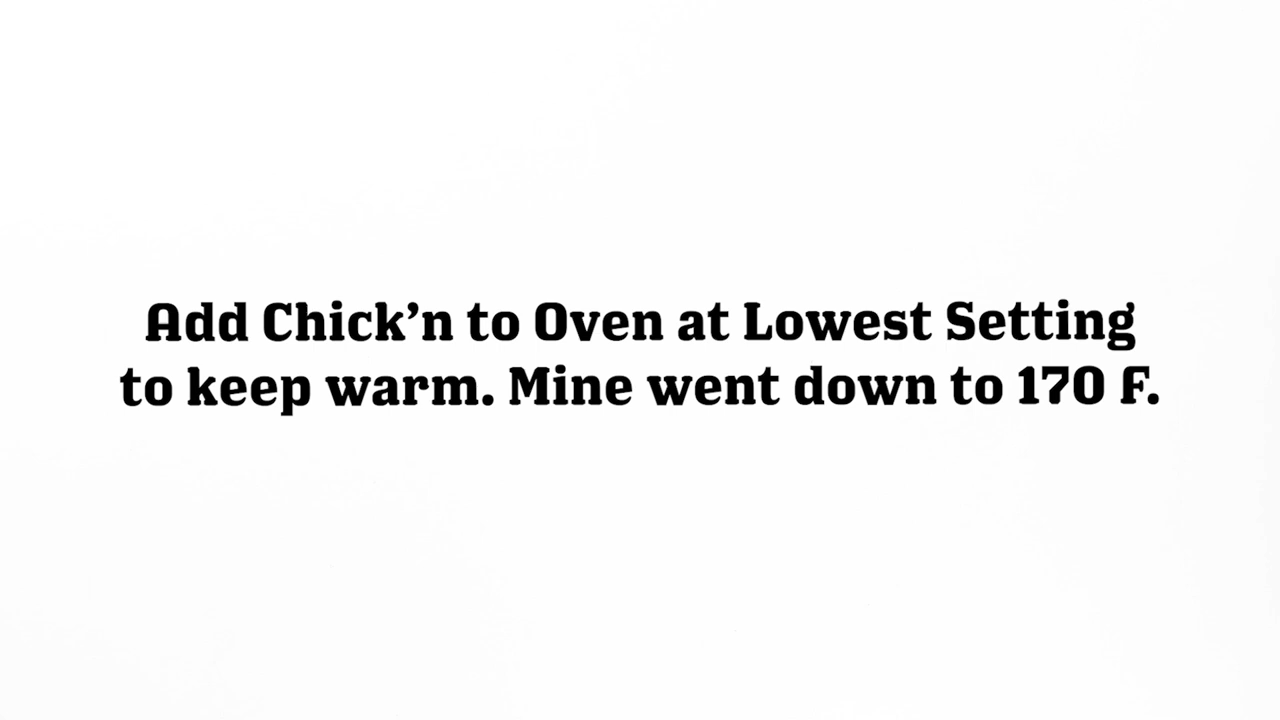 Add Chick’n to Oven at Lowest Setting
to keep warm. Mine went down to 170 F.